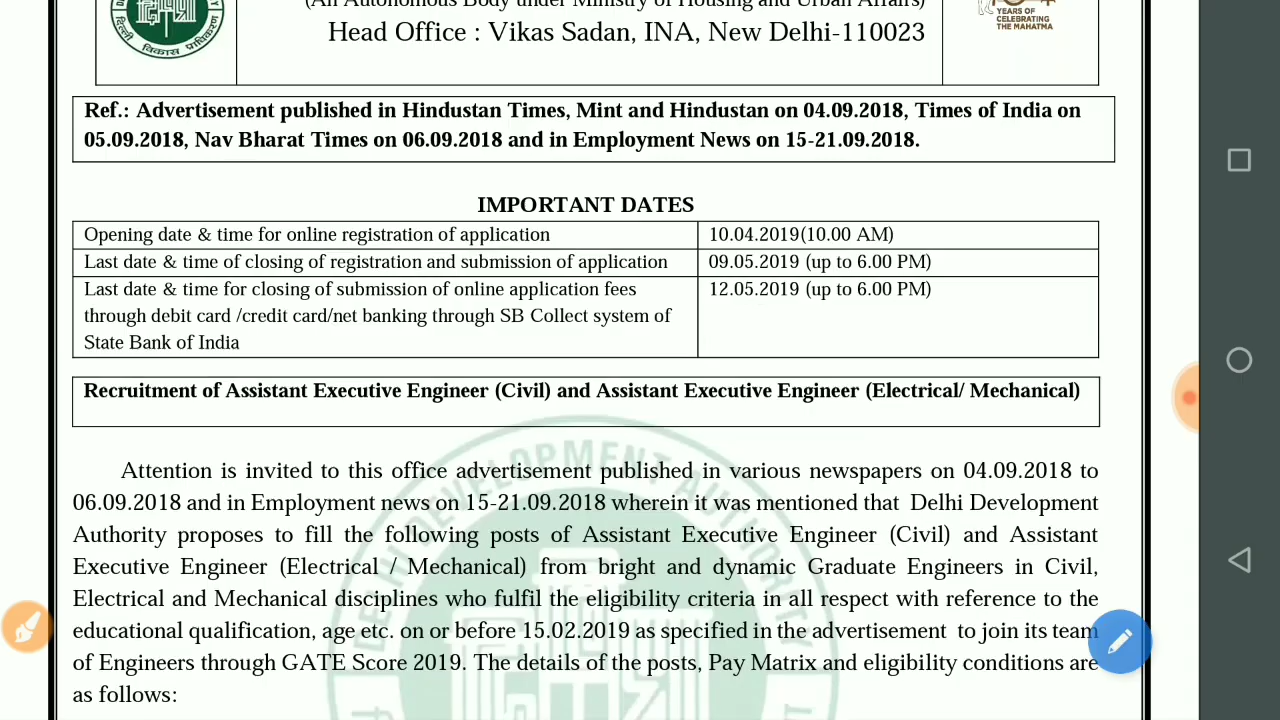 (An Autonomous Body under Ministry of Housing and Urban Affairs)
Head Office : Vikas Sadan, INA, New Delhi-110023
दिल्ली विकास प्राधिकरण
YEARS OF
CELEBRATING
THE MAHATMA
Ref.: Advertisement published in Hindustan Times, Mint and Hindustan on 04.09.2018, Times of India on
05.09.2018, Nav Bharat Times on 06.09.2018 and in Employment News on 15-21.09.2018.
IMPORTANT DATES
Opening date & time for online registration of application 10.04.2019(10.00 AM)
Last date & time of closing of registration and submission of application 09.05.2019 (up to 6.00 PM)
Last date & time for closing of submission of online application fees 12.05.2019 (up to 6.00 PM)
through debit card /credit card/net banking through SB Collect system of
State Bank of India
Recruitment of Assistant Executive Engineer (Civil) and Assistant Executive Engineer (Electrical/ Mechanical)
Attention is invited to this office advertisement published in various newspapers on 04.09.2018 to
06.09.2018 and in Employment news on 15-21.09.2018 wherein it was mentioned that Delhi Development
Authority proposes to fill the following posts of Assistant Executive Engineer (Civil) and Assistant
Executive Engineer (Electrical / Mechanical) from bright and dynamic Graduate Engineers in Civil,
Electrical and Mechanical disciplines who fulfil the eligibility criteria in all respect with reference to the
educational qualification, age etc. on or before 15.02.2019 as specified in the advertisement to join its team
of Engineers through GATE Score 2019. The details of the posts, Pay Matrix and eligibility conditions are
as follows: